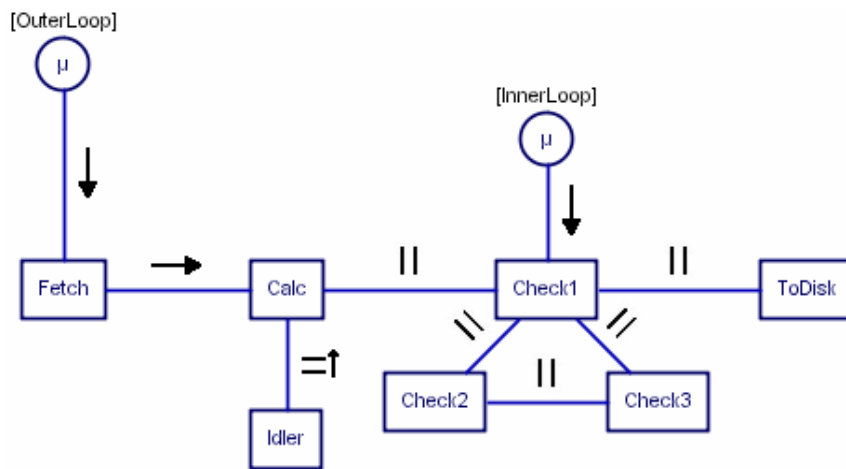 [OuterLoop]
μ
[InnerLoop]
μ
Fetch
Calc
Check1
ToDisk
Check2
Check3
Idler